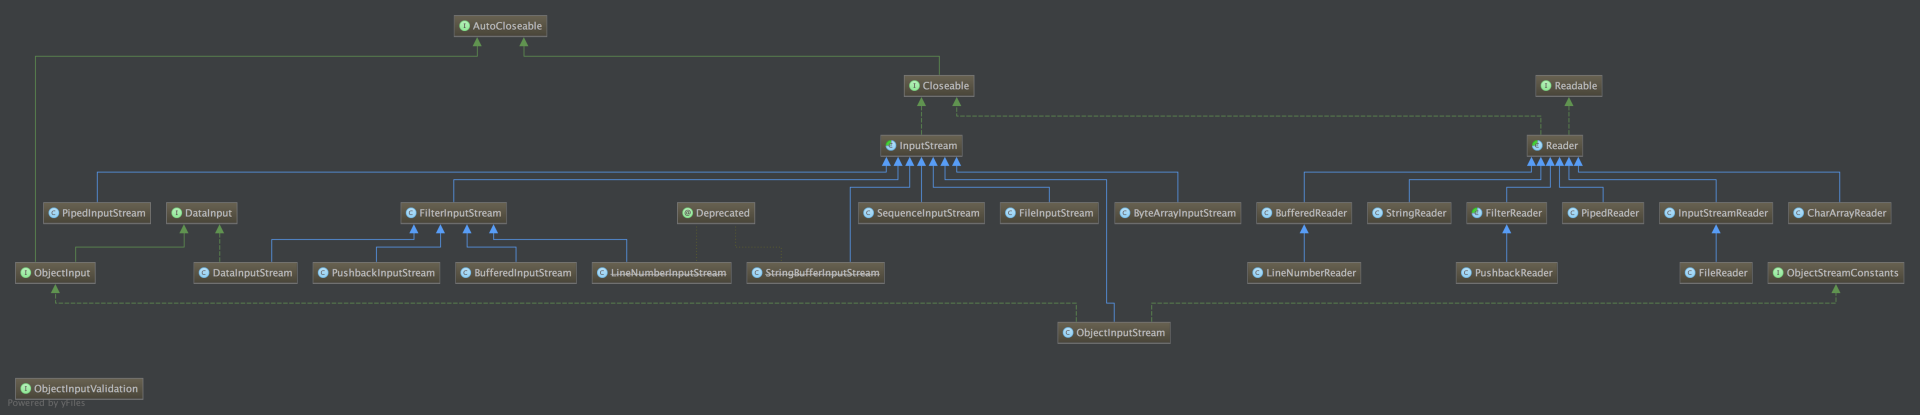 AutoCloseable
Closeable
Readable
InputStream
Reader
PipedInputStream
DataInput
FilterInputStream
Deprecated
SequenceInputStream
FileInputStream
ByteArrayInputStream
BufferedReader
StringReader
FilterReader
PipedReader
InputStreamReader
CharArrayReader
ObjectInput
DataInputStream
PushbackInputStream
BufferedInputStream
LineNumberInputStream
StringBufferInputStream
LineNumberReader
PushbackReader
FileReader
ObjectStreamConstants
ObjectInputStream
ObjectInputValidation
Powered by yFiles